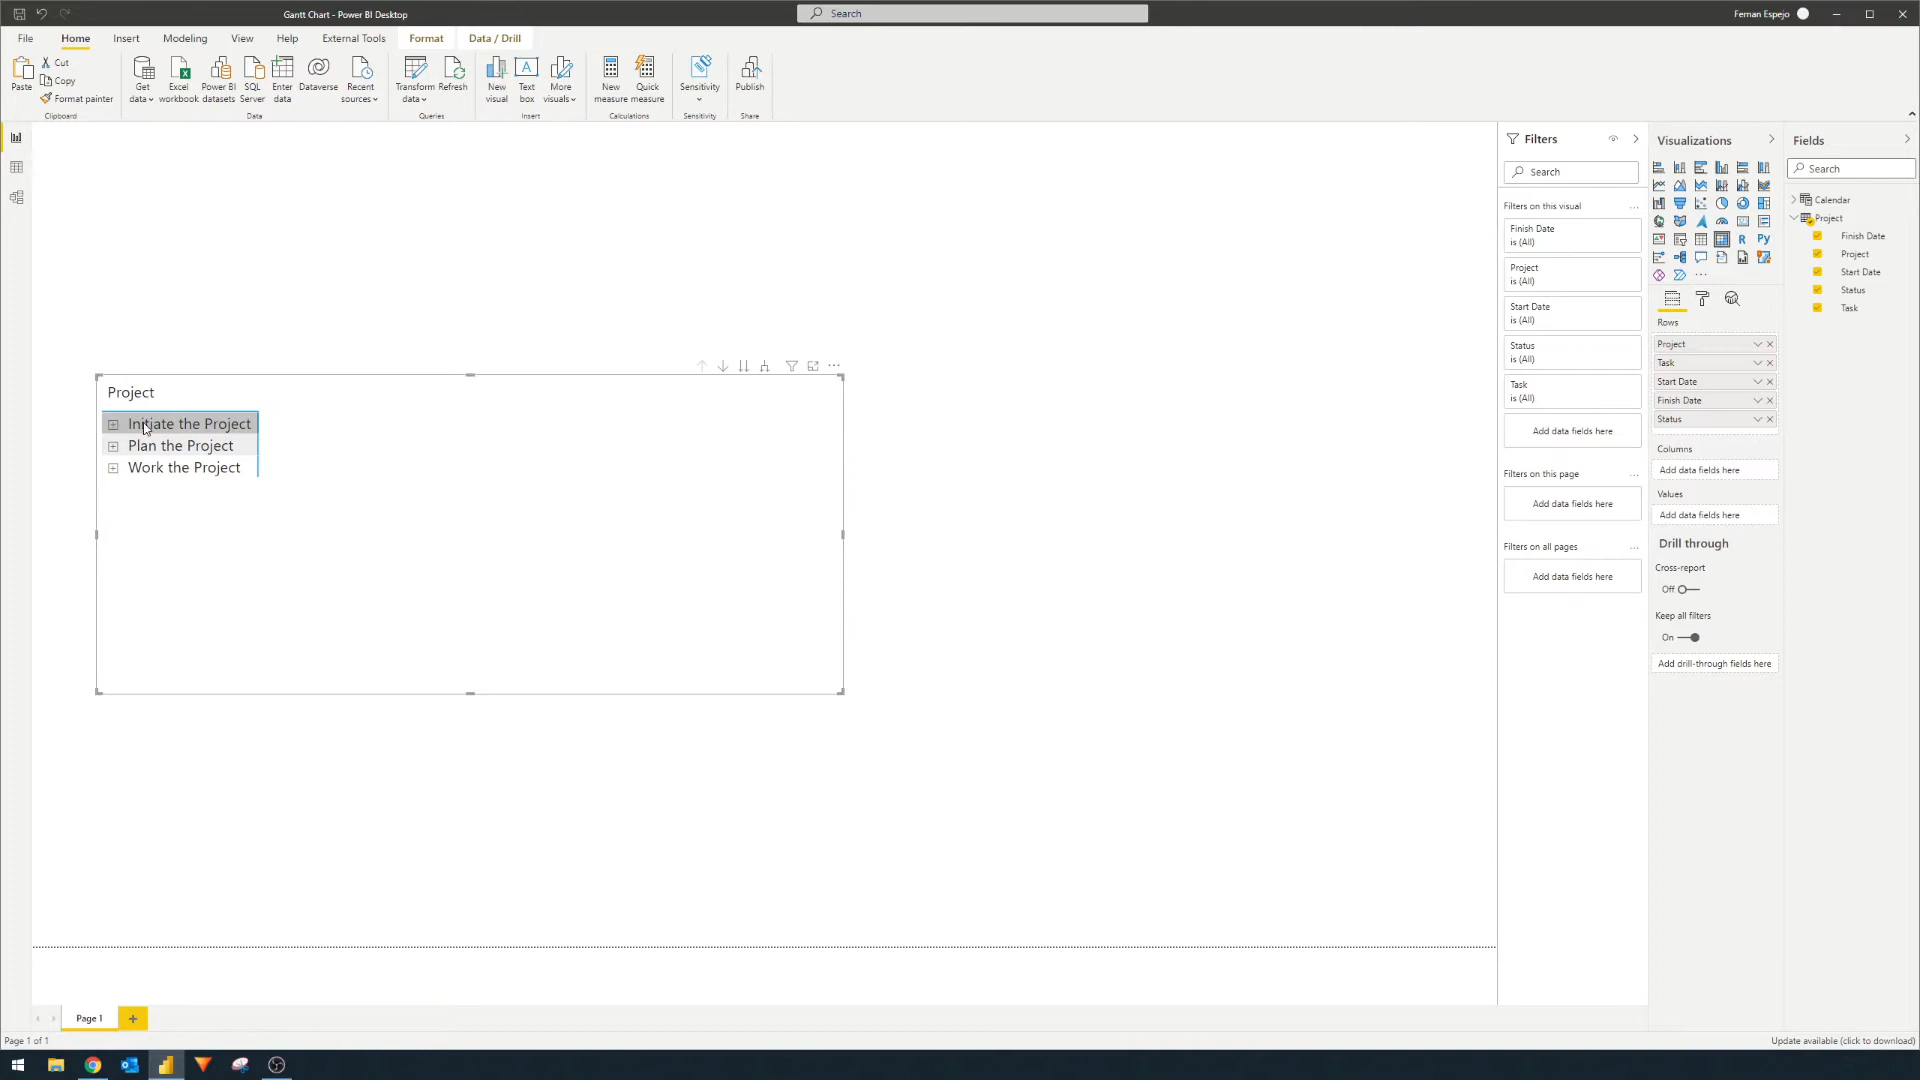 Gantt Chart - Power BI Desktop
Search
Fernan Espejo
File
Home
Insert
Modeling
View
Help
External Tools
Format
Data / Drill
Paste
Cut
Copy
Format painter
Clipboard
Get data
Excel workbook
Power BI datasets
SQL Server
Enter data
Dataverse
Recent sources
Data
Transform data
Refresh
Queries
New visual
Text box
More visuals
Insert
New measure
Quick measure
Calculations
Sensitivity
Sensitivity
Publish
Share
Project
Initiate the Project
Plan the Project
Work the Project
Filters
Search
Filters on this visual
Finish Date
is (All)
Project
is (All)
Start Date
is (All)
Status
is (All)
Task
is (All)
Add data fields here
Filters on this page
Add data fields here
Filters on all pages
Add data fields here
Visualizations
R
Py
Rows
Project
Task
Start Date
Finish Date
Status
Columns
Add data fields here
Values
Add data fields here
Drill through
Cross-report
Off
Keep all filters
On
Add drill-through fields here
Fields
Search
Calendar
Project
Finish Date
Project
Start Date
Status
Task
Page 1
Page 1 of 1
Update available (click to download)